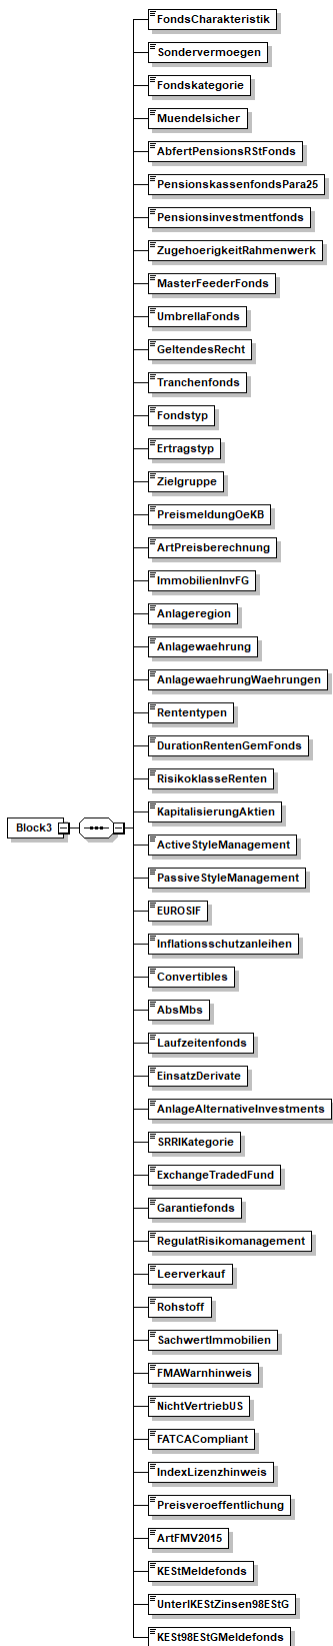 FondsCharakteristik
Sondervermoegen
Fondskategorie
Muendelsicher
AbfertPensionsRStFonds
PensionskassenfondsPara25
Pensionsinvestmentfonds
ZugehoerigkeitRahmenwerk
MasterFeederFonds
UmbrellaFonds
GeltendesRecht
Tranchenfonds
Fondstyp
Ertragstyp
Zielgruppe
PreismeldungOeKB
ArtPreisberechnung
ImmobilienInvFG
Anlageregion
Anlagewaehrung
AnlagewaehrungWaehrungen
Rententypen
DurationRentenGemFonds
RisikoklasseRenten
KapitalisierungAktien
Block3
ActiveStyleManagement
PassiveStyleManagement
EUROSIF
Inflationsschutzanleihen
Convertibles
AbsMbs
Laufzeitenfonds
EinsatzDerivate
AnlageAlternativeInvestments
SRRIKategorie
ExchangeTradedFund
Garantiefonds
RegulatRisikomanagement
Leerverkauf
Rohstoff
SachwertImmobilien
FMAWarnhinweis
NichtVertriebUS
FATCACompliant
IndexLizenzhinweis
Preisveroeffentlichung
ArtFMV2015
KEStMeldefonds
UnterlKEStZinsen98EStG
KESt98EStGMeldefonds